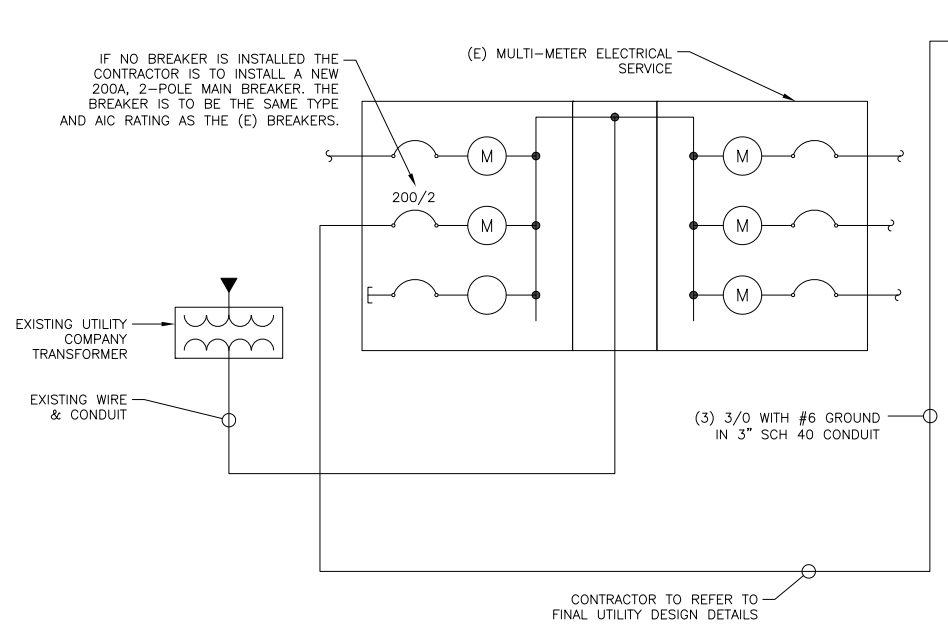 IF NO BREAKER IS INSTALLED THE
CONTRACTOR IS TO INSTALL A NEW
200A, 2-POLE MAIN BREAKER. THE
BREAKER IS TO BE THE SAME TYPE
AND AIC RATING AS THE (E) BREAKERS.
(E) MULTI-METER ELECTRICAL
SERVICE
M
M
200/2
M
M
M
EXISTING UTILITY
COMPANY
TRANSFORMER
EXISTING WIRE
& CONDUIT
(3) 3/0 WITH #6 GROUND
IN 3" SCH 40 CONDUIT
CONTRACTOR TO REFER TO
FINAL UTILITY DESIGN DETAILS